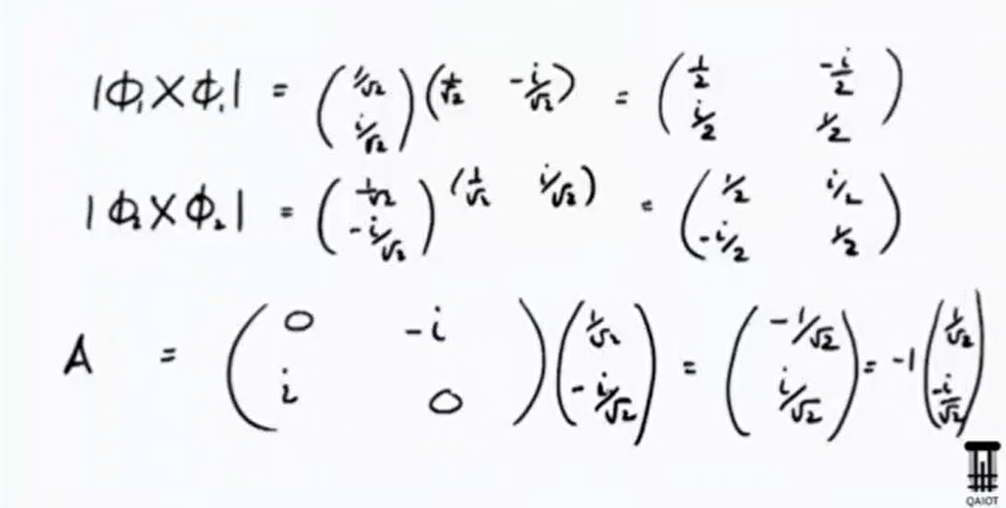 |Φ₁X Φ₁| = (1/√2 i/√2)(1/√2 -i/√2) = (1/2 -i/2 i/2 1/2)
|Φ₂X Φ₂| = (1/√2 -i/√2)(1/√2 i/√2) = (1/2 i/2 -i/2 1/2)
A = (0 -i i 0)(1/√2 -i/√2) = (-1/√2 i/√2) = -1(1/√2 -i/√2)
QAIOT